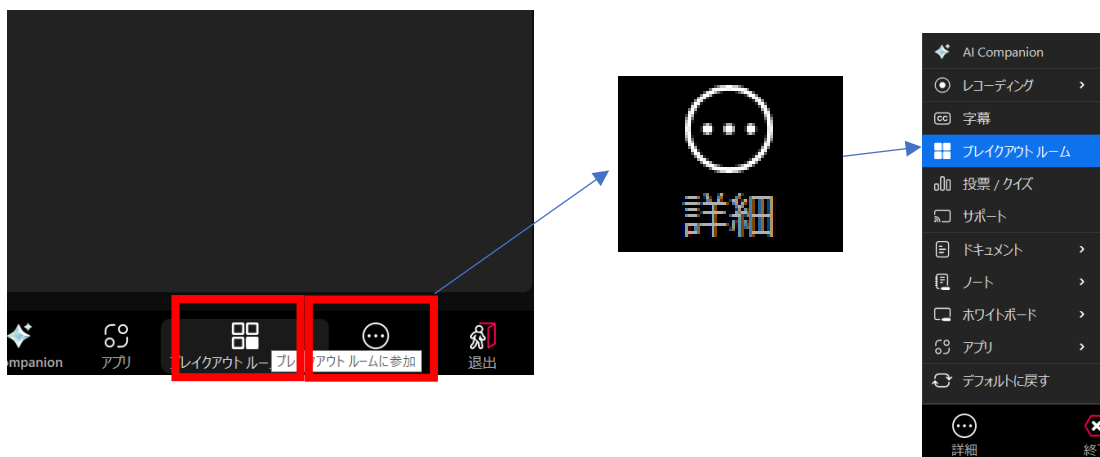 ompanion
アプリ
ブレイクアウト ルー
ブレイクアウト ルームに参加
退出
詳細
AI Companion
レコーディング
CC 字幕
ブレイクアウト ルーム
投票 / クイズ
サポート
ドキュメント
ノート
ホワイトボード
アプリ
デフォルトに戻す
詳細
終